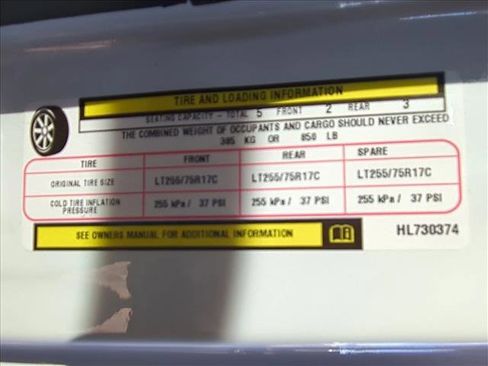 TIRE AND LOADING INFORMATION
SEATING CAPACITY - TOTAL 5 FRONT 2 REAR 3
THE COMBINED WEIGHT OF OCCUPANTS AND CARGO SHOULD NEVER EXCEED
385 KG OR 850 LB
TIRE FRONT REAR SPARE
ORIGINAL TIRE SIZE LT255/75R17C LT255/75R17C LT255/75R17C
COLD TIRE INFLATION PRESSURE 255 kPa / 37 PSI 255 kPa / 37 PSI 255 kPa / 37 PSI
SEE OWNERS MANUAL FOR ADDITIONAL INFORMATION HL730374